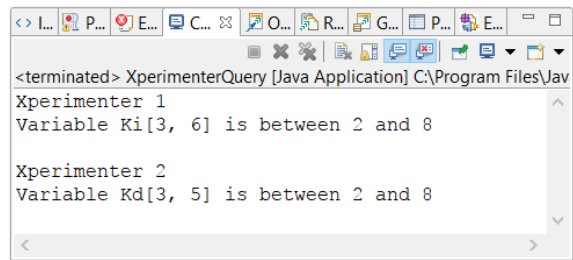 I... P... E... C... O... R... G... P... E...
<terminated> XperimenterQuery [Java Application] C:\Program Files\Jav
Xperimenter 1
Variable Ki[3, 6] is between 2 and 8
Xperimenter 2
Variable Kd[3, 5] is between 2 and 8